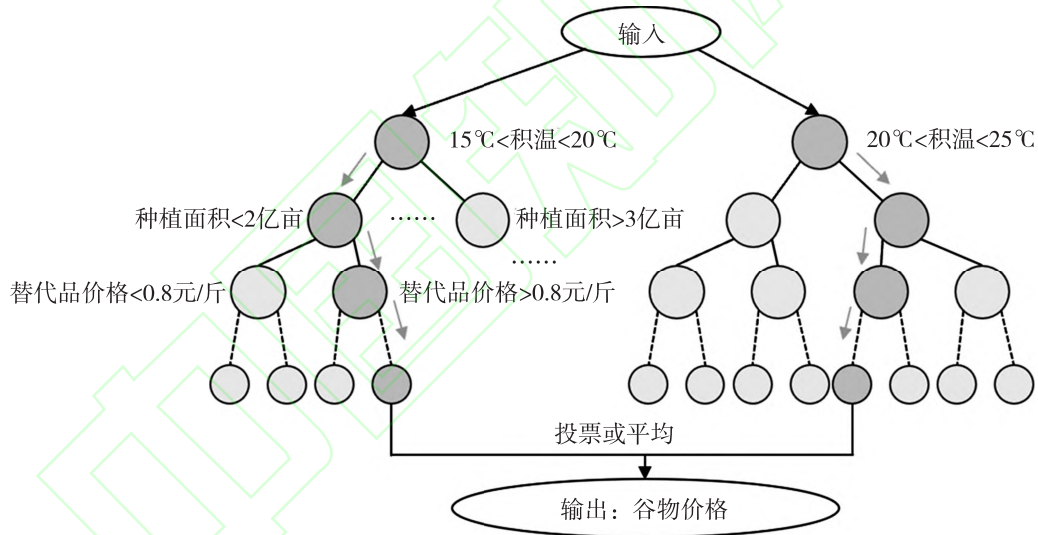 输入
15℃<积温<20℃
20℃<积温<25℃
种植面积<2亿亩
……
种植面积>3亿亩
……
替代品价格<0.8元/斤
替代品价格>0.8元/斤
投票或平均
输出：谷物价格